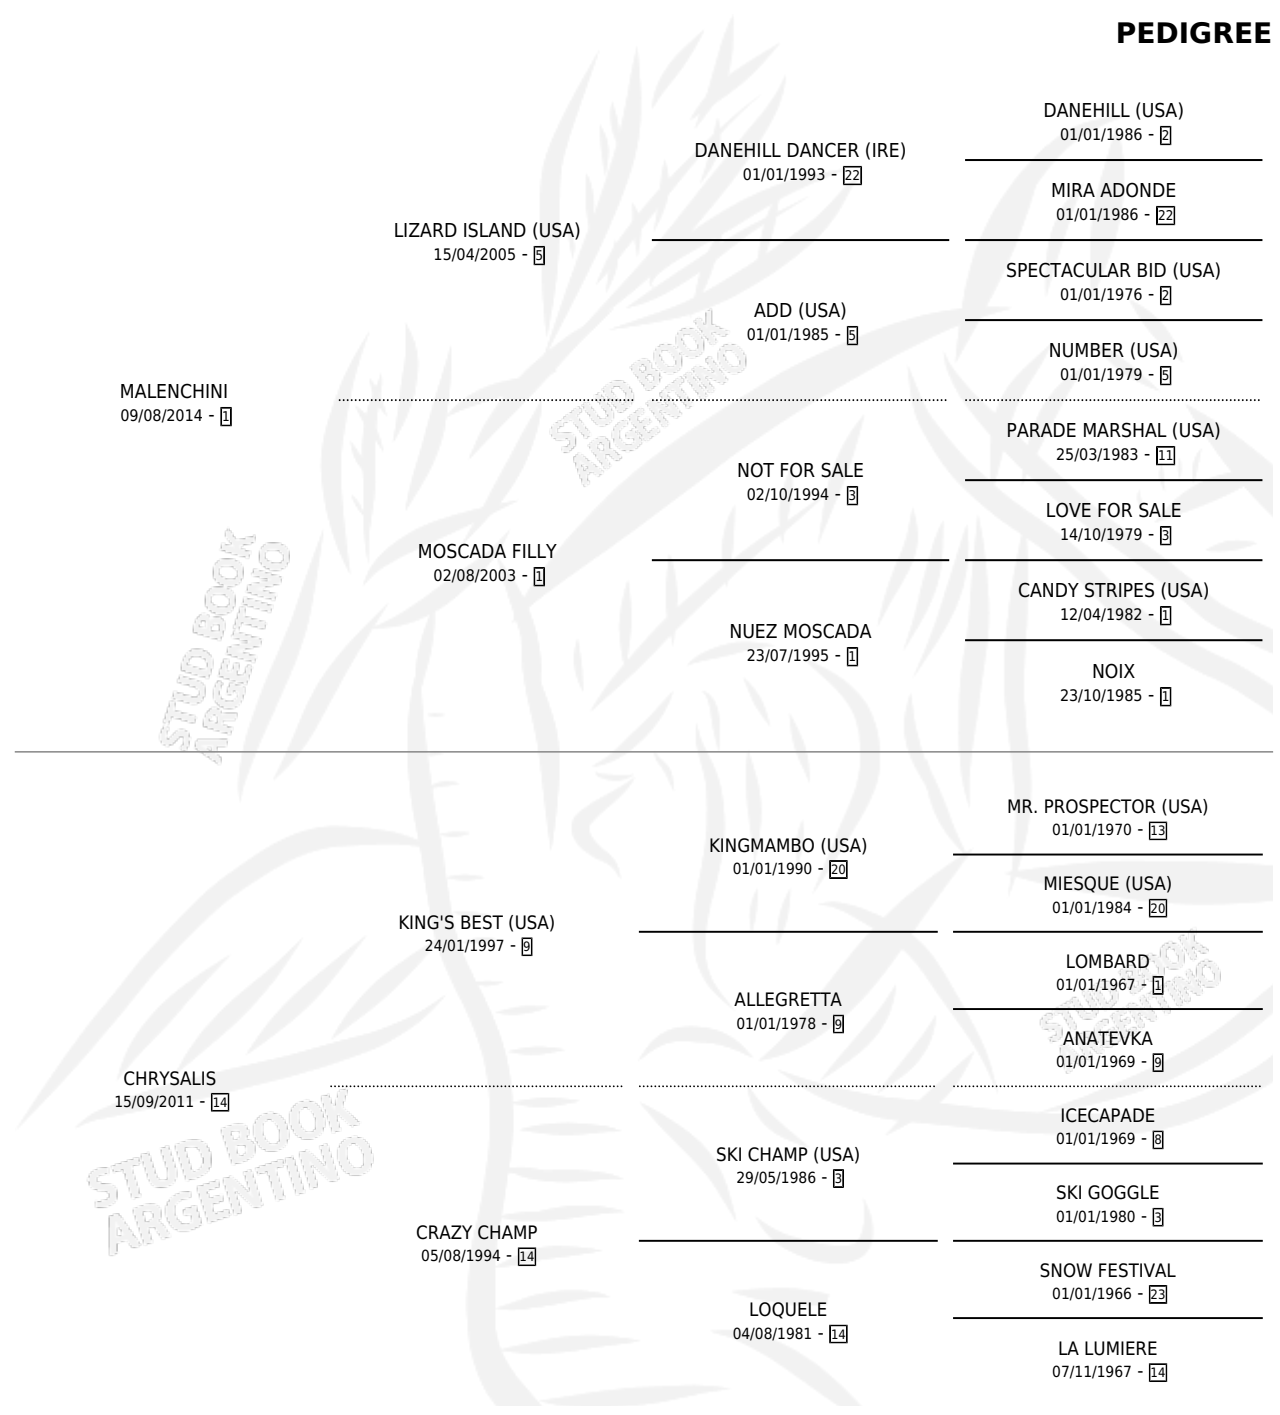 PEDIGREE
DANEHILL (USA)
01/01/1986 - 2
DANEHILL DANCER (IRE)
01/01/1993 - 22
MIRA ADONDE
01/01/1986 - 22
LIZARD ISLAND (USA)
15/04/2005 - 5
SPECTACULAR BID (USA)
01/01/1976 - 2
ADD (USA)
01/01/1985 - 5
NUMBER (USA)
01/01/1979 - 5
MALENCHINI
09/08/2014 - 1
PARADE MARSHAL (USA)
25/03/1983 - 11
NOT FOR SALE
02/10/1994 - 3
LOVE FOR SALE
14/10/1979 - 3
MOSCADA FILLY
02/08/2003 - 1
CANDY STRIPES (USA)
12/04/1982 - 1
NUEZ MOSCADA
23/07/1995 - 1
NOIX
23/10/1985 - 1
MR. PROSPECTOR (USA)
01/01/1970 - 13
KINGMAMBO (USA)
01/01/1990 - 20
MIESQUE (USA)
01/01/1984 - 20
KING'S BEST (USA)
24/01/1997 - 9
LOMBARD
01/01/1967 - 1
ALLEGRETTA
01/01/1978 - 9
ANATEVKA
01/01/1969 - 9
CHRYSALIS
15/09/2011 - 14
ICECAPADE
01/01/1969 - 8
SKI CHAMP (USA)
29/05/1986 - 3
SKI GOGGLE
01/01/1980 - 3
CRAZY CHAMP
05/08/1994 - 14
SNOW FESTIVAL
01/01/1966 - 23
LOQUELE
04/08/1981 - 14
LA LUMIERE
07/11/1967 - 14
STUD BOOK
ARGENTINO
STUD BOOK
ARGENTINO
STUD BOOK
ARGENTINO
STUD BOOK
ARGENTINO